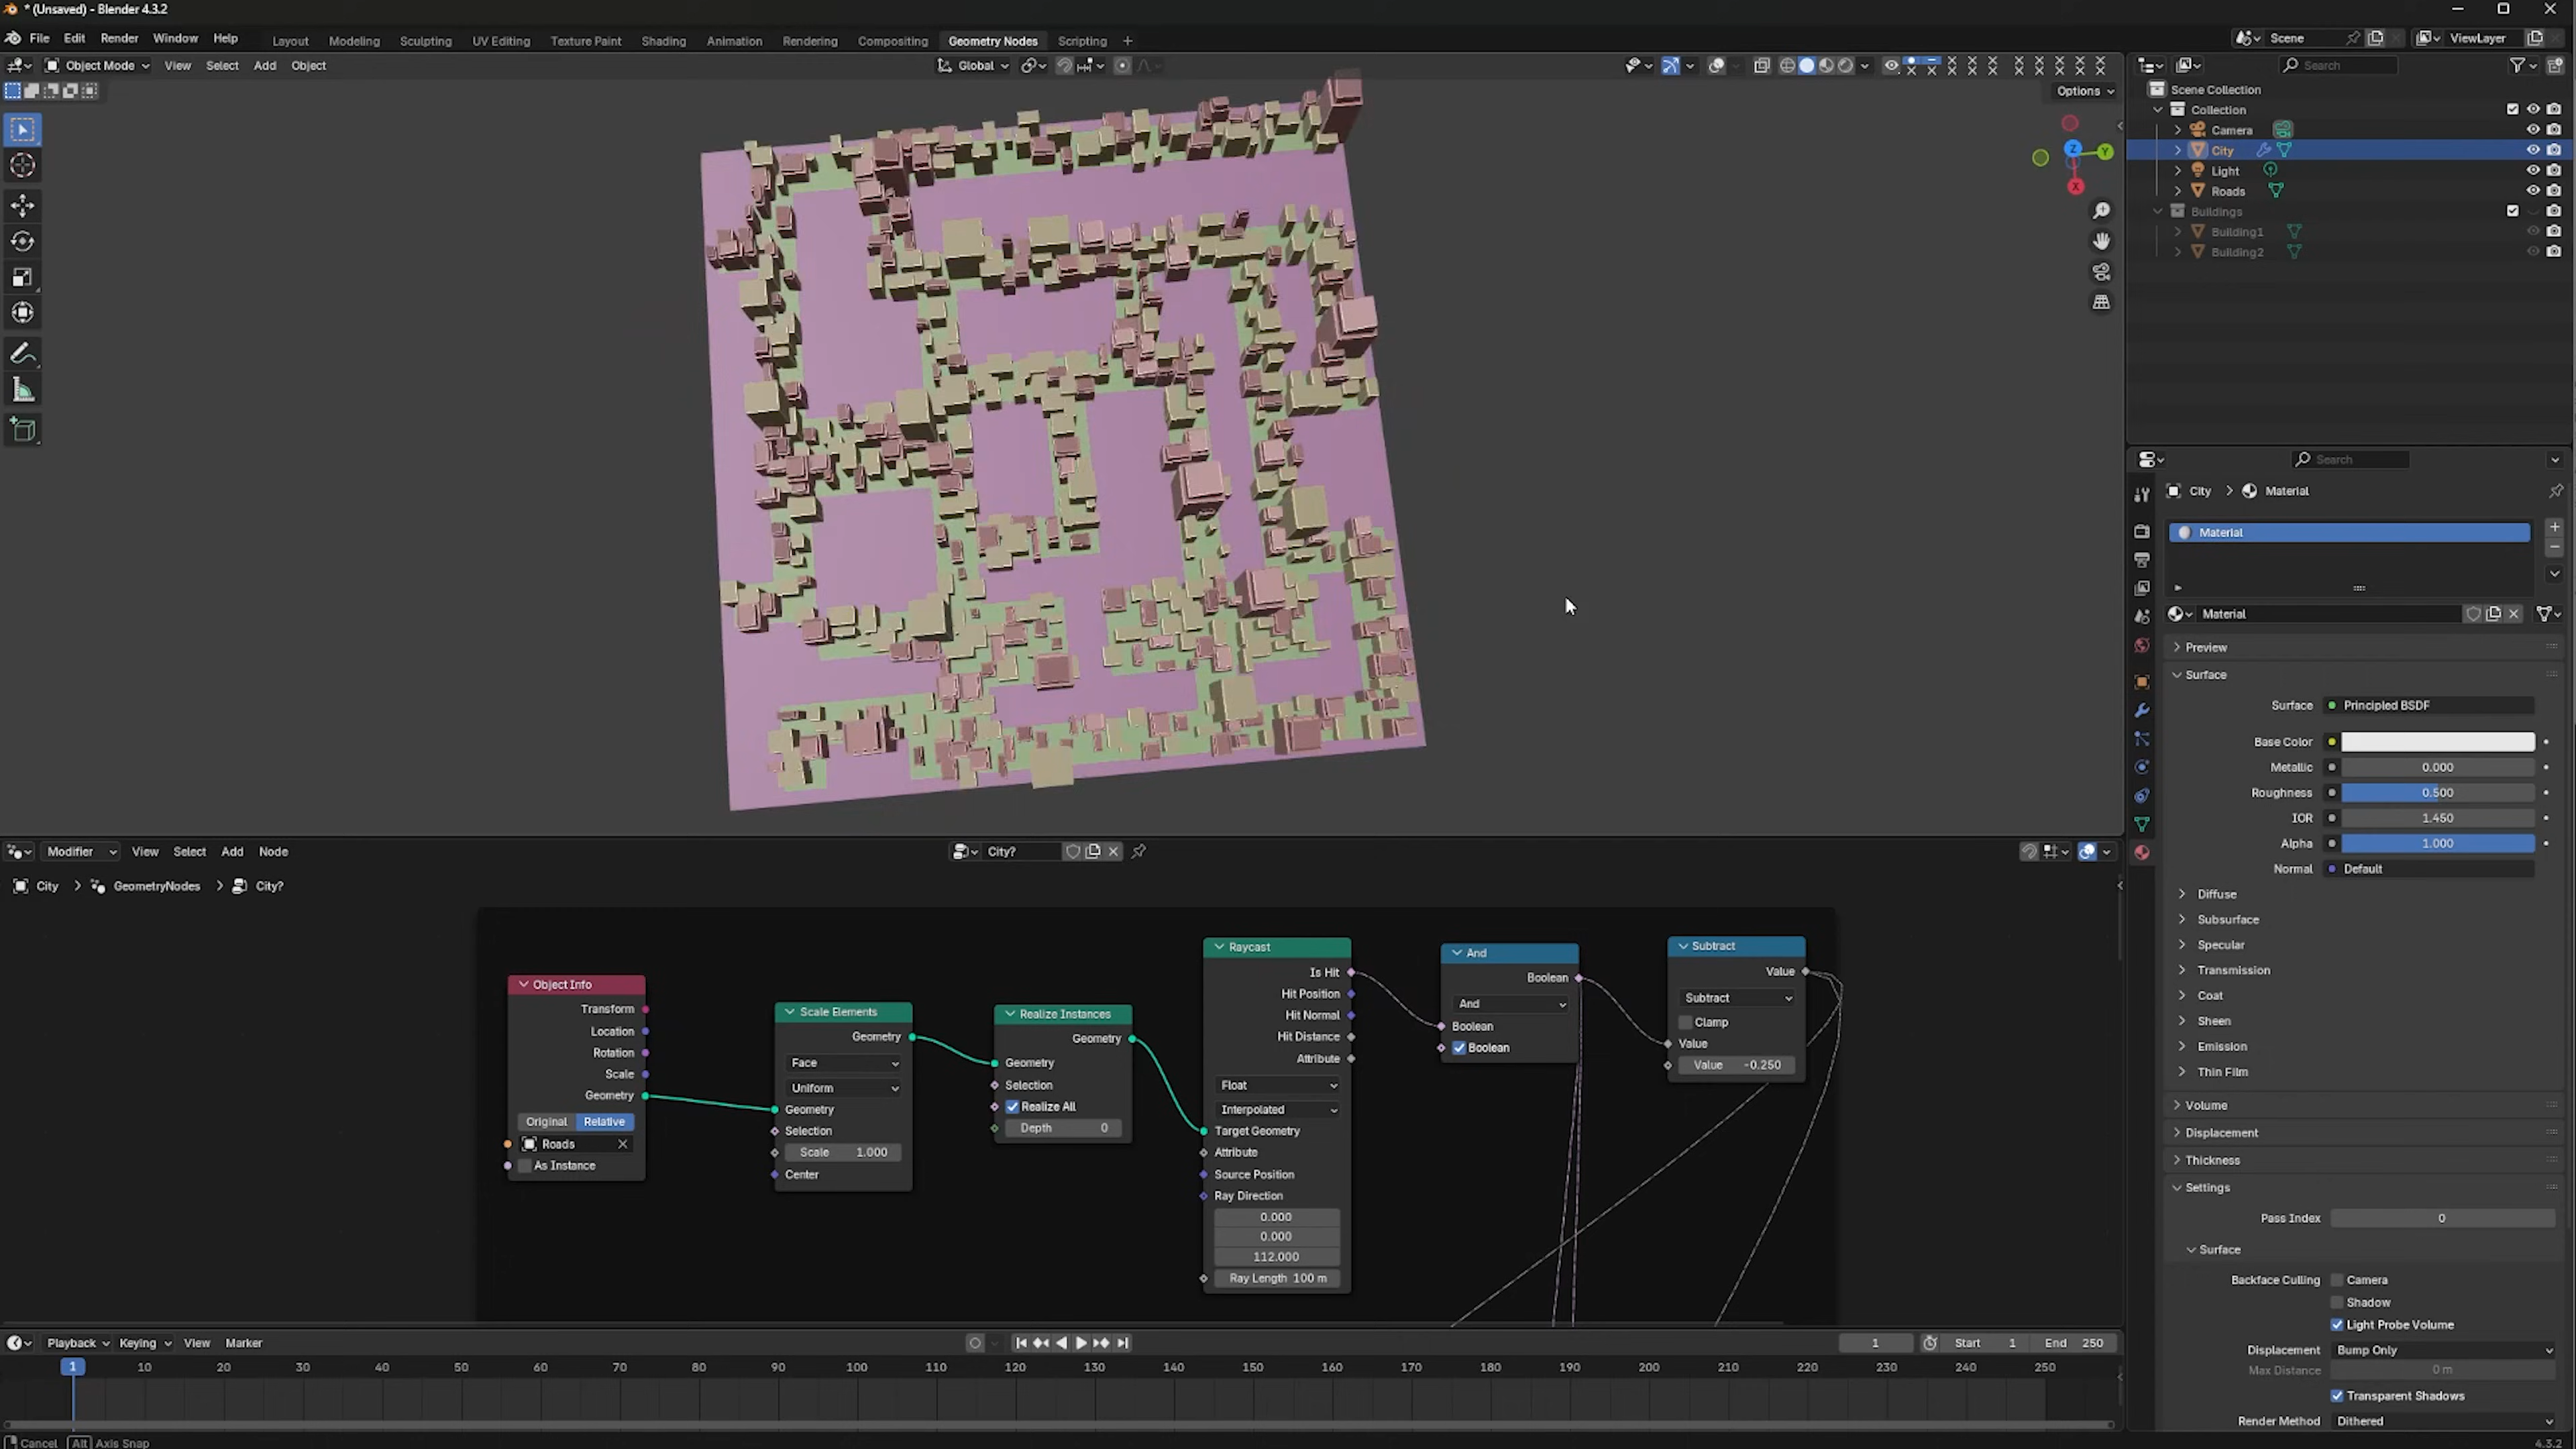 * (Unsaved) - Blender 4.3.2
File Edit Render Window Help Layout Modeling Sculpting UV Editing Texture Paint Shading Animation Rendering Compositing Geometry Nodes Scripting + Scene ViewLayer
Object Mode View Select Add Object Global Search
Options
Z
Y
X
Scene Collection
Collection
Camera
City
Light
Roads
Buildings
Building1
Building2
Search
City > Material
Material
Material
Preview
Surface
Surface Principled BSDF
Base Color
Metallic 0.000
Roughness 0.500
IOR 1.450
Alpha 1.000
Normal Default
Diffuse
Subsurface
Specular
Transmission
Coat
Sheen
Emission
Thin Film
Volume
Displacement
Thickness
Settings
Pass Index 0
Surface
Backface Culling Camera
Shadow
Light Probe Volume
Displacement Bump Only
Max Distance 0 m
Transparent Shadows
Render Method Dithered
Modifier View Select Add Node City?
City > GeometryNodes > City?
Object Info
Transform
Location
Rotation
Scale
Geometry
Original Relative
Roads
As Instance
Scale Elements
Geometry
Face
Uniform
Geometry
Selection
Scale 1.000
Center
Realize Instances
Geometry
Geometry
Selection
Realize All
Depth 0
Raycast
Is Hit
Hit Position
Hit Normal
Hit Distance
Attribute
Float
Interpolated
Target Geometry
Attribute
Source Position
Ray Direction
0.000
0.000
112.000
Ray Length 100 m
And
Boolean
And
Boolean
Boolean
Subtract
Value
Subtract
Clamp
Value
Value -0.250
Playback Keying View Marker 1 Start 1 End 250
1 10 20 30 40 50 60 70 80 90 100 110 120 130 140 150 160 170 180 190 200 210 220 230 240 250
Cancel Alt Axis Snap 4.3.2